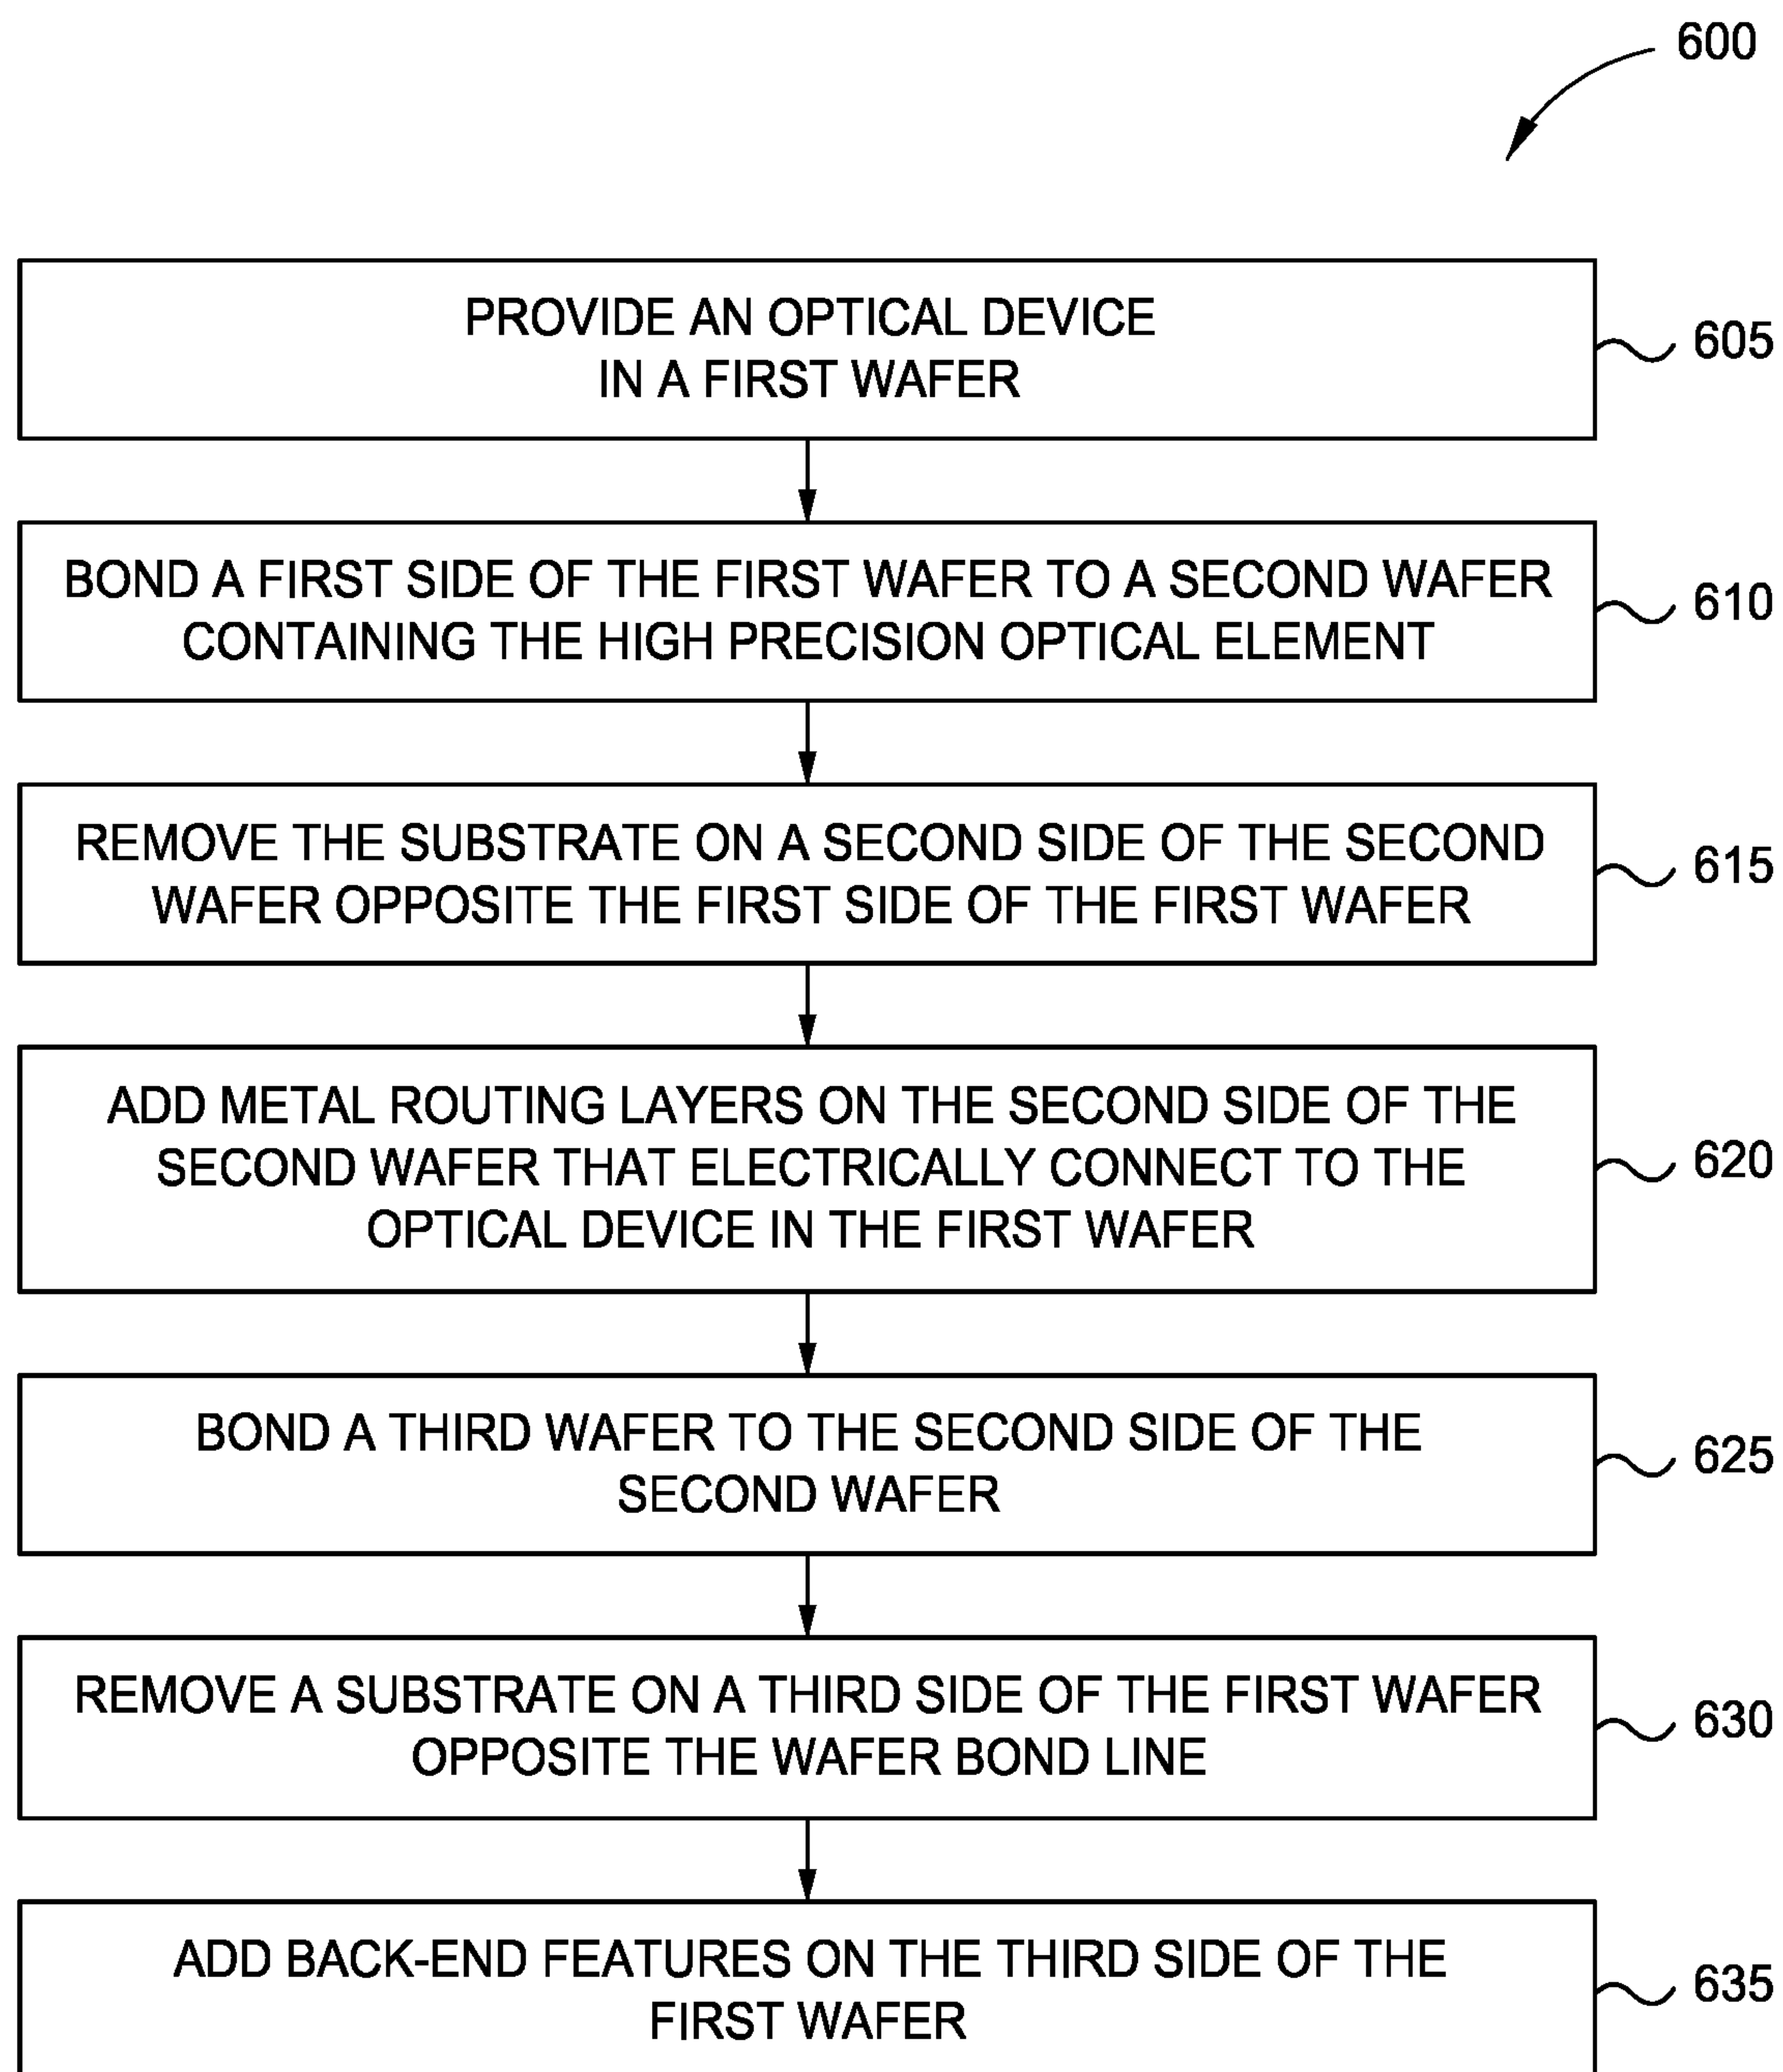 600
PROVIDE AN OPTICAL DEVICE
IN A FIRST WAFER
605
BOND A FIRST SIDE OF THE FIRST WAFER TO A SECOND WAFER
CONTAINING THE HIGH PRECISION OPTICAL ELEMENT
610
REMOVE THE SUBSTRATE ON A SECOND SIDE OF THE SECOND
WAFER OPPOSITE THE FIRST SIDE OF THE FIRST WAFER
615
ADD METAL ROUTING LAYERS ON THE SECOND SIDE OF THE
SECOND WAFER THAT ELECTRICALLY CONNECT TO THE
OPTICAL DEVICE IN THE FIRST WAFER
620
BOND A THIRD WAFER TO THE SECOND SIDE OF THE
SECOND WAFER
625
REMOVE A SUBSTRATE ON A THIRD SIDE OF THE FIRST WAFER
OPPOSITE THE WAFER BOND LINE
630
ADD BACK-END FEATURES ON THE THIRD SIDE OF THE
FIRST WAFER
635